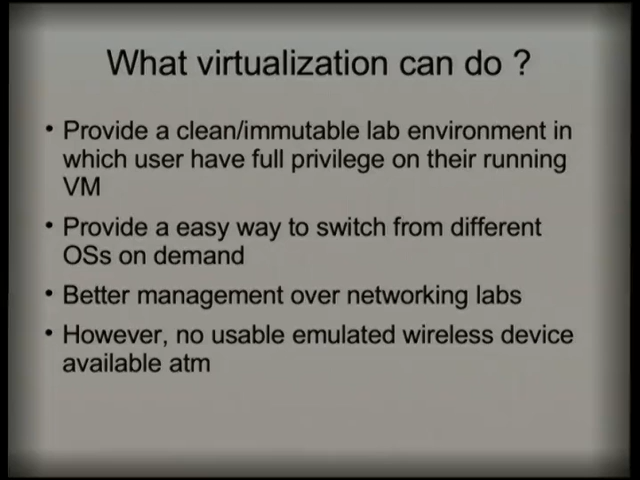 What virtualization can do ?
• Provide a clean/immutable lab environment in
which user have full privilege on their running
VM
• Provide a easy way to switch from different
OSs on demand
• Better management over networking labs
• However, no usable emulated wireless device
available atm